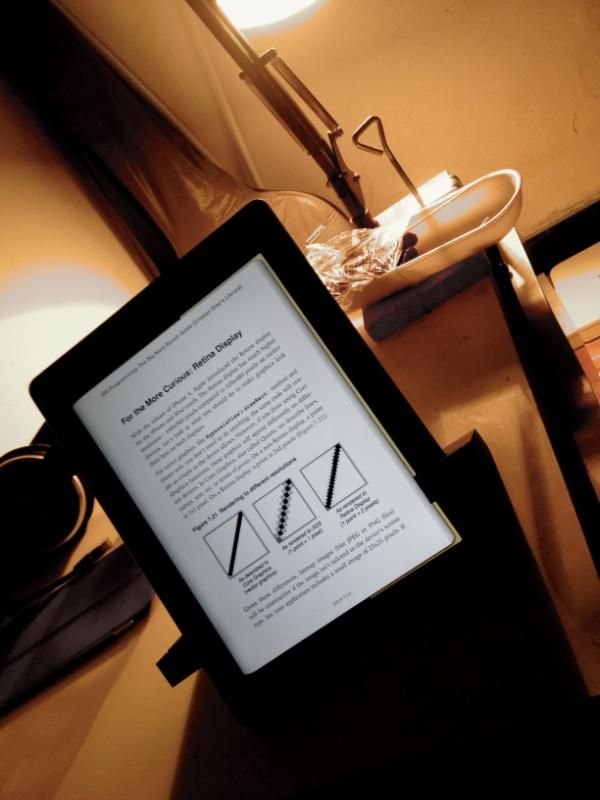 iOS Programming: The Big Nerd Ranch Guide (Cristian Diac's Library)
For the More Curious: Retina Display
With the release of iPhone 4, Apple introduced the Retina display
for the iPhone and iPod touch. The Retina display has much higher
resolution – 640x960 pixels compared to 320x480 pixels on earlier
devices. Let's look at what you should do to make graphics look
their best on both displays.
For vector graphics, like method and
drawn text, you don't need to do anything; the same code will ren-
der as crisply as the device allows. However, if you draw using Core
Graphics functions, these graphics will appear differently on differ-
ent devices. In Core Graphics, also called Quartz, we describe lines,
curves, text, etc. in terms of points. On a non-Retina display, a point
is 1x1 pixel. On a Retina display, a point is 2x2 pixels (Figure 7.21).
Figure 7.21 Rendering to different resolutions
As described to
Core Graphics
(vector graphics)
As rendered to 3GS
(1 point = 1 pixel)
As rendered to
Retina Display
(1 point = 2 pixels)
Given these differences, bitmap images (like JPEG or PNG files)
will be unattractive if the image isn't tailored to the device's screen
type. Say your application includes a small image of 25x25 pixels. If